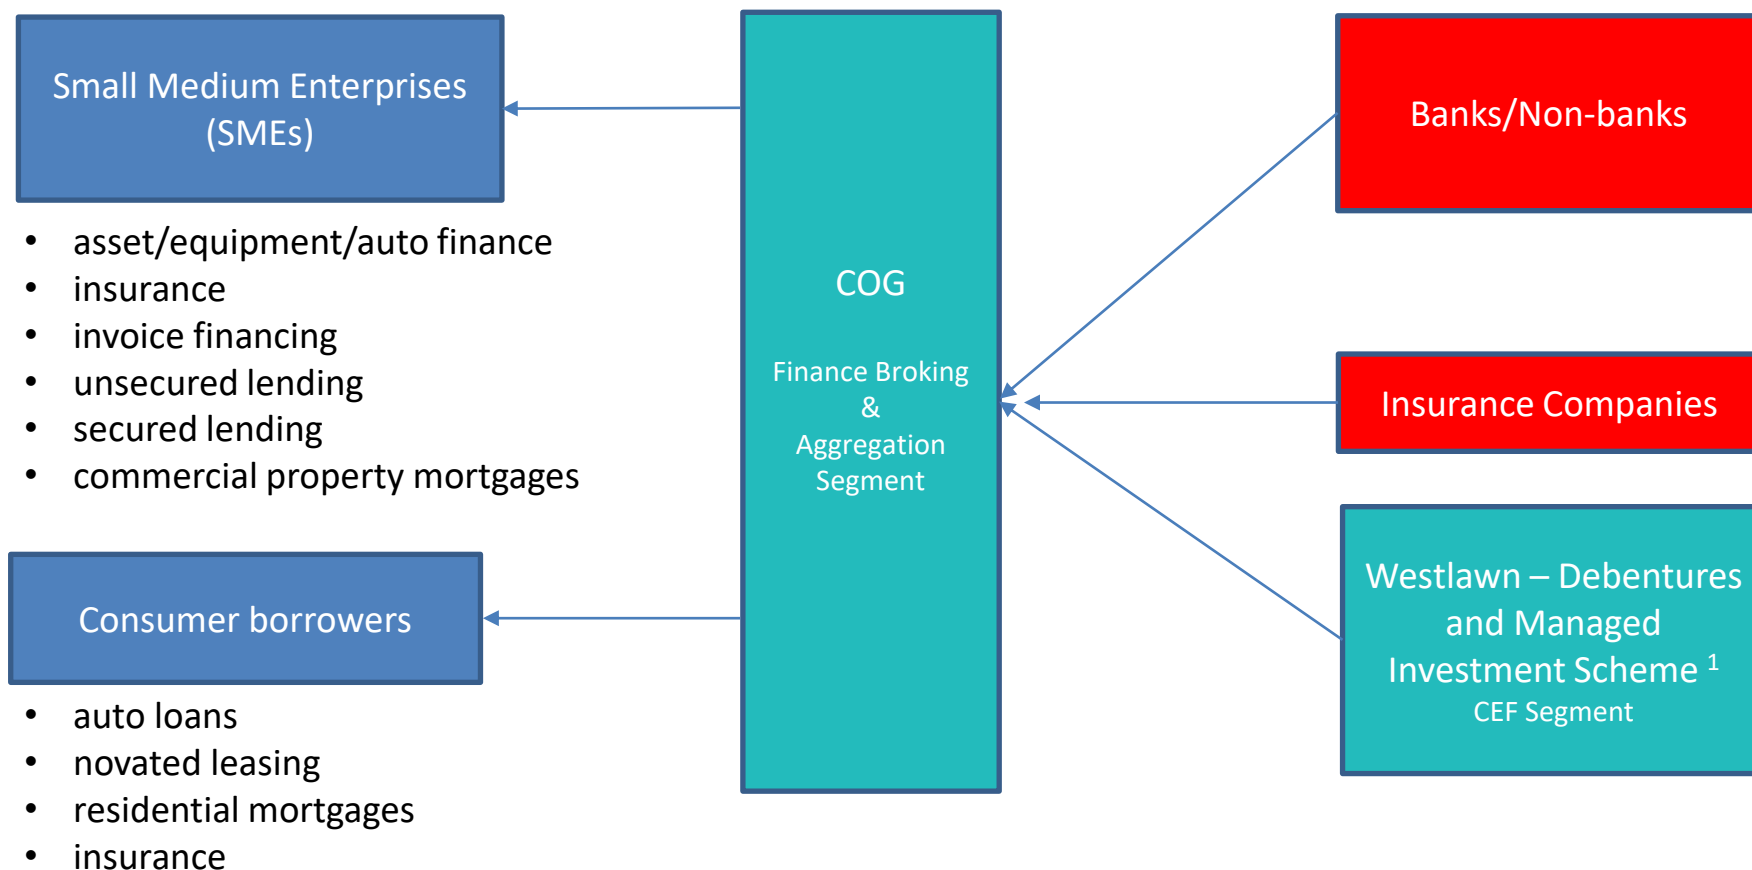 Small Medium Enterprises
(SMEs)
• asset/equipment/auto finance
• insurance
• invoice financing
• unsecured lending
• secured lending
• commercial property mortgages
Consumer borrowers
• auto loans
• novated leasing
• residential mortgages
• insurance
COG
Finance Broking
&
Aggregation
Segment
Banks/Non-banks
Insurance Companies
Westlawn – Debentures
and Managed
Investment Scheme ¹
CEF Segment